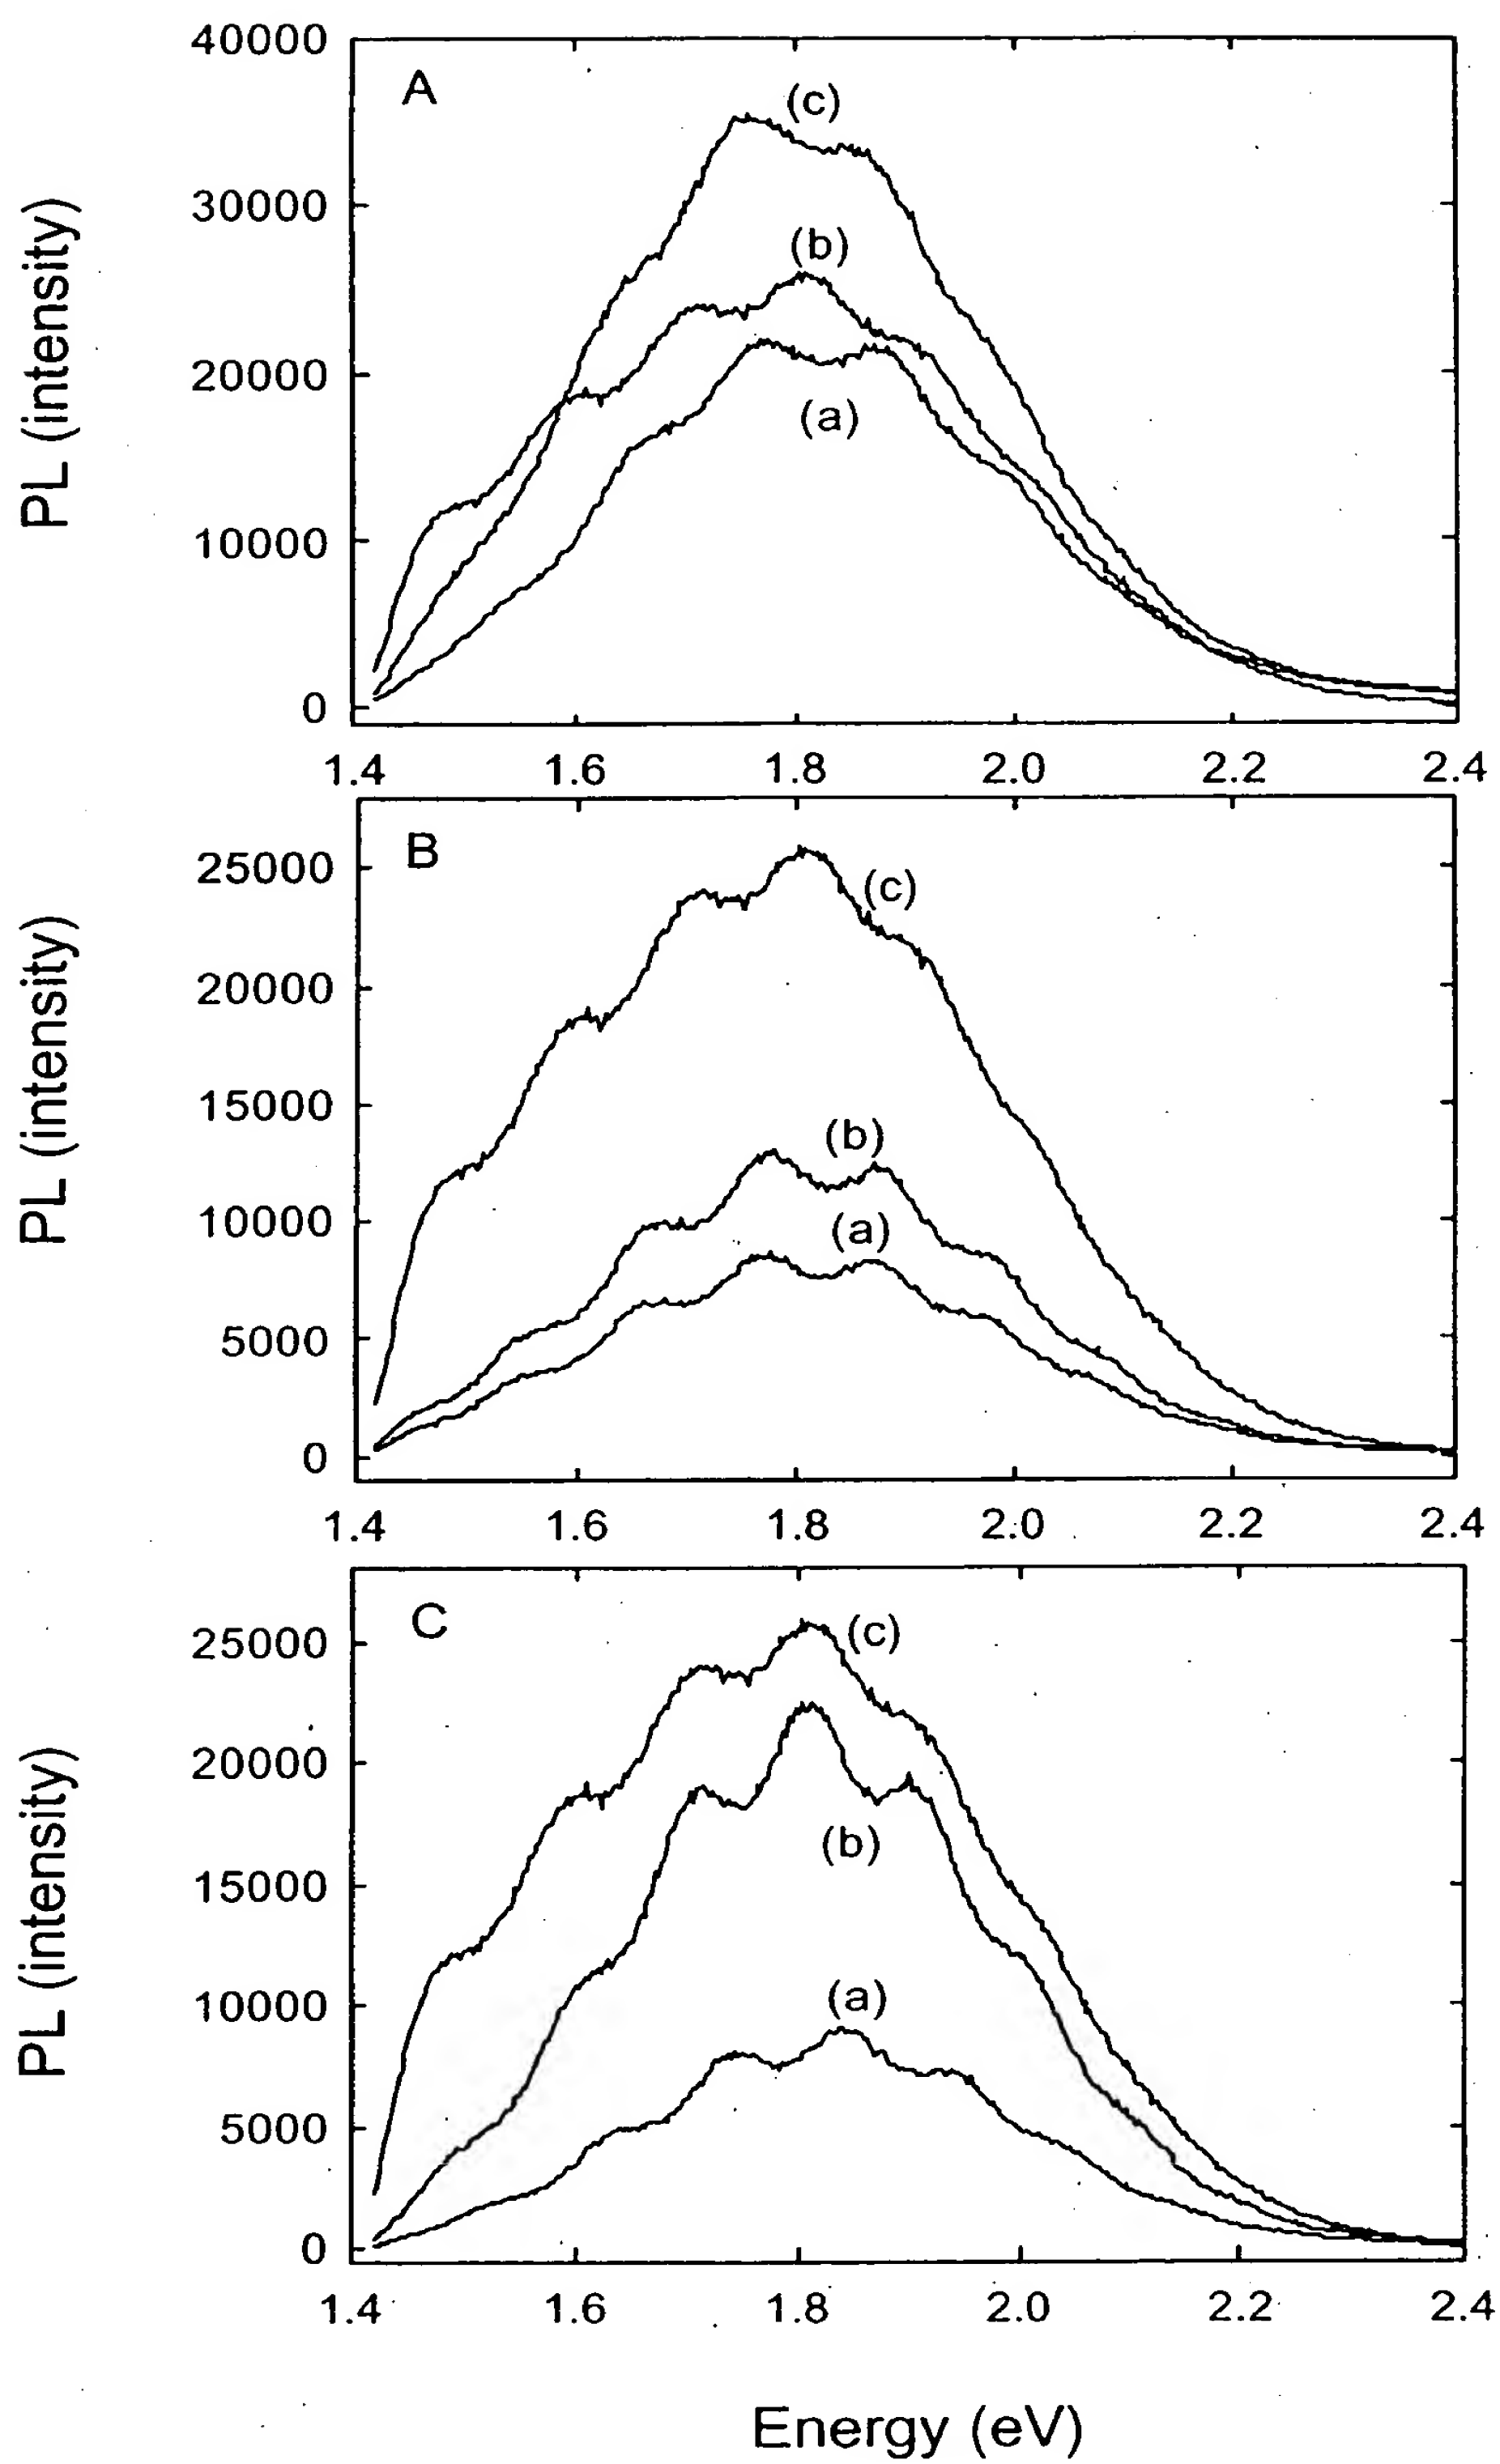 40000
A
(c)
30000
(b)
20000
(a)
10000
0
PL (intensity)
1.4 1.6 1.8 2.0 2.2 2.4
B
25000
(c)
20000
15000
(b)
10000
(a)
5000
0
PL (intensity)
1.4 1.6 1.8 2.0 2.2 2.4
C
25000
(c)
20000
(b)
15000
10000
(a)
5000
0
PL (intensity)
1.4 1.6 1.8 2.0 2.2 2.4
Energy (eV)